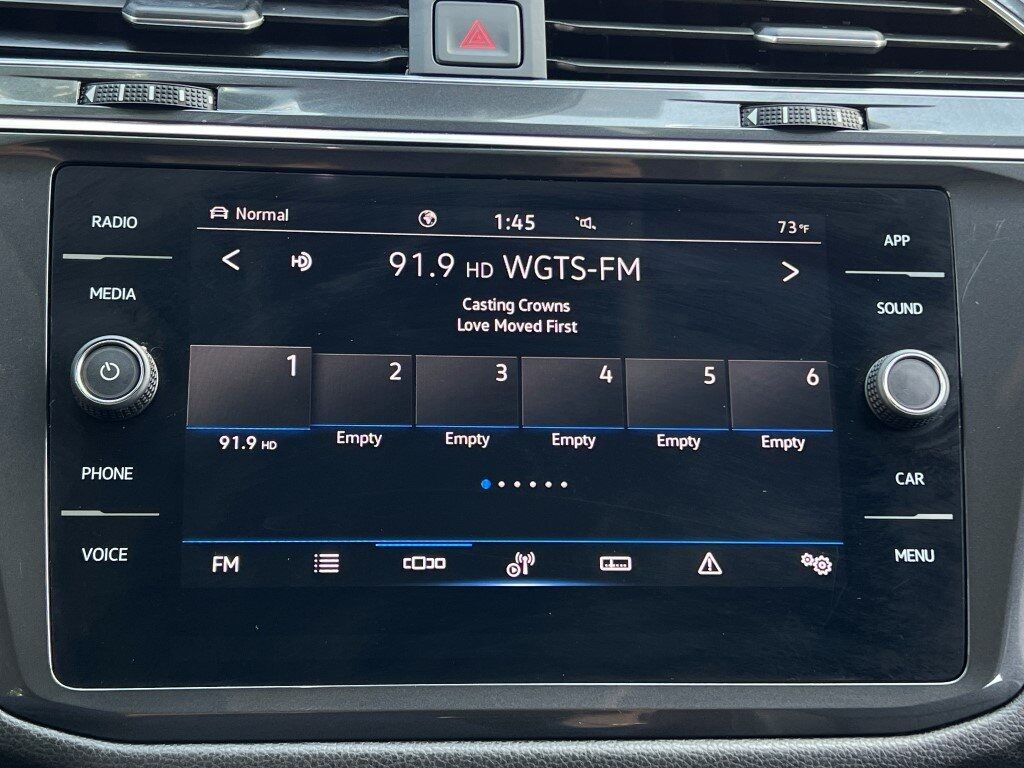 RADIO
MEDIA
PHONE
VOICE
Normal
1:45
73°F
HD
91.9 HD WGTS-FM
Casting Crowns
Love Moved First
1
2
3
4
5
6
91.9 HD
Empty
Empty
Empty
Empty
Empty
FM
APP
SOUND
CAR
MENU